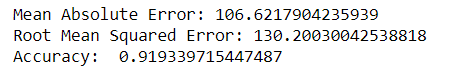 Mean Absolute Error: 106.6217904235939
Root Mean Squared Error: 130.20030042538818
Accuracy:  0.919339715447487